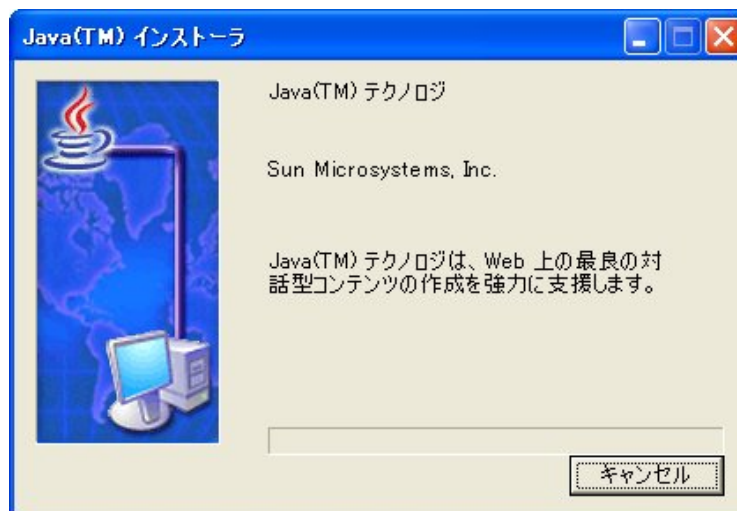 Java(TM) インストーラ
Java(TM) テクノロジ
Sun Microsystems, Inc.
Java(TM) テクノロジは、Web 上の最良の対
話型コンテンツの作成を強力に支援します。
キャンセル